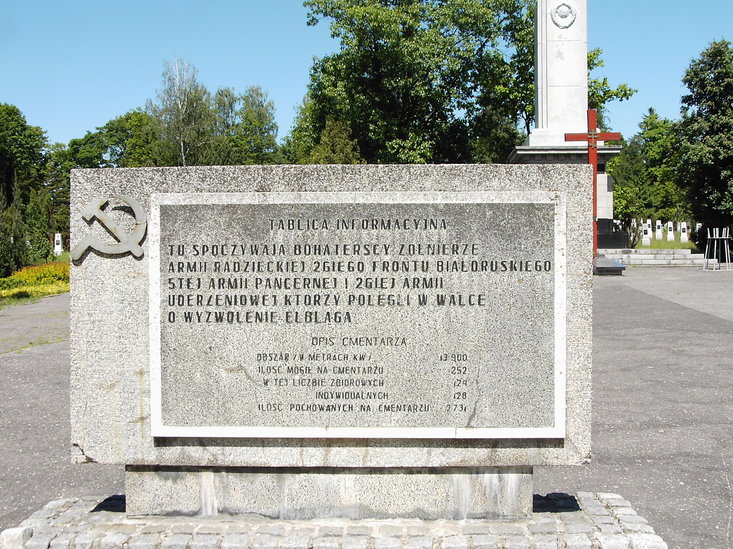 TABLICA INFORMACYJNA
TU SPOCZYWAJĄ BOHATERSCY ŻOŁNIERZE
ARMII RADZIECKIEJ 2GIEGO FRONTU BIAŁORUSKIEGO
5TEJ ARMII PANCERNEJ I 2GIEJ ARMII
UDERZENIOWEJ KTÓRZY POLEGLI W WALCE
O WYZWOLENIE ELBLĄGA
OPIS CMENTARZA
OBSZAR /W METRACH KW/ 13 900
ILOŚĆ MOGIŁ NA CMENTARZU 252
W TEJ LICZBIE ZBIOROWYCH 124
INDYWIDUALNYCH 128
ILOŚĆ POCHOWANYCH NA CMENTARZU 2731